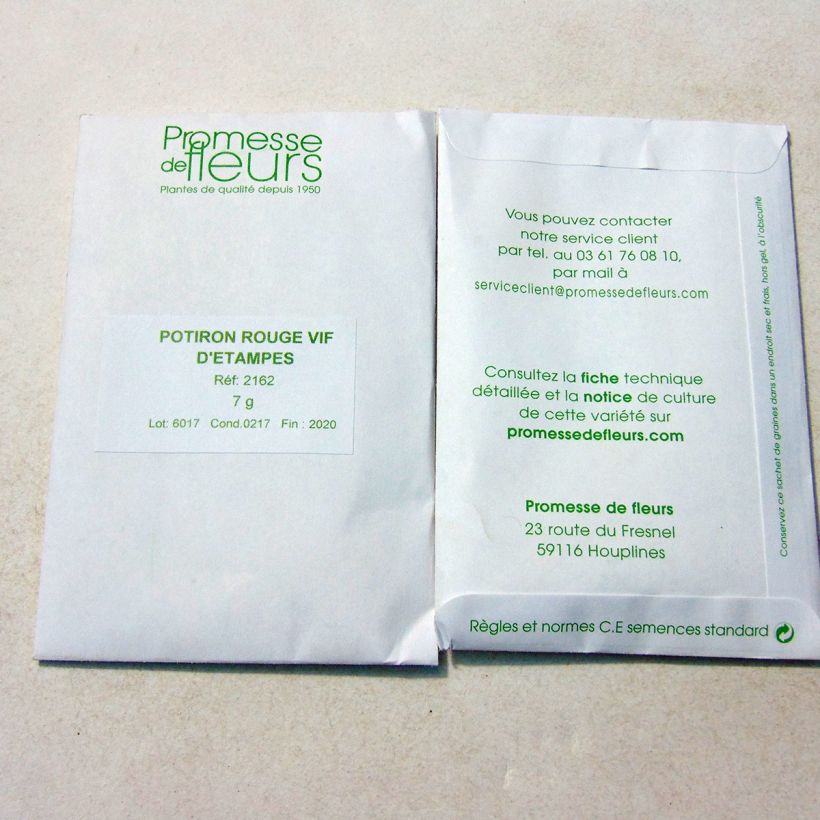 Promesse
de fleurs
Plantes de qualité depuis 1950
POTIRON ROUGE VIF
D'ETAMPES
Réf: 2162
7 g
Lot: 6017 Cond.0217 Fin : 2020
Vous pouvez contacter
notre service client
par tel. au 03 61 76 08 10,
par mail à
serviceclient@promessedefleurs.com
Consultez la fiche technique
détaillée et la notice de culture
de cette variété sur
promessedefleurs.com
Promesse de fleurs
23 route du Fresnel
59116 Houplines
Règles et normes C.E semences standard
Conservez ce sachet de graines dans un endroit sec et frais, hors gel, à l'obscurité